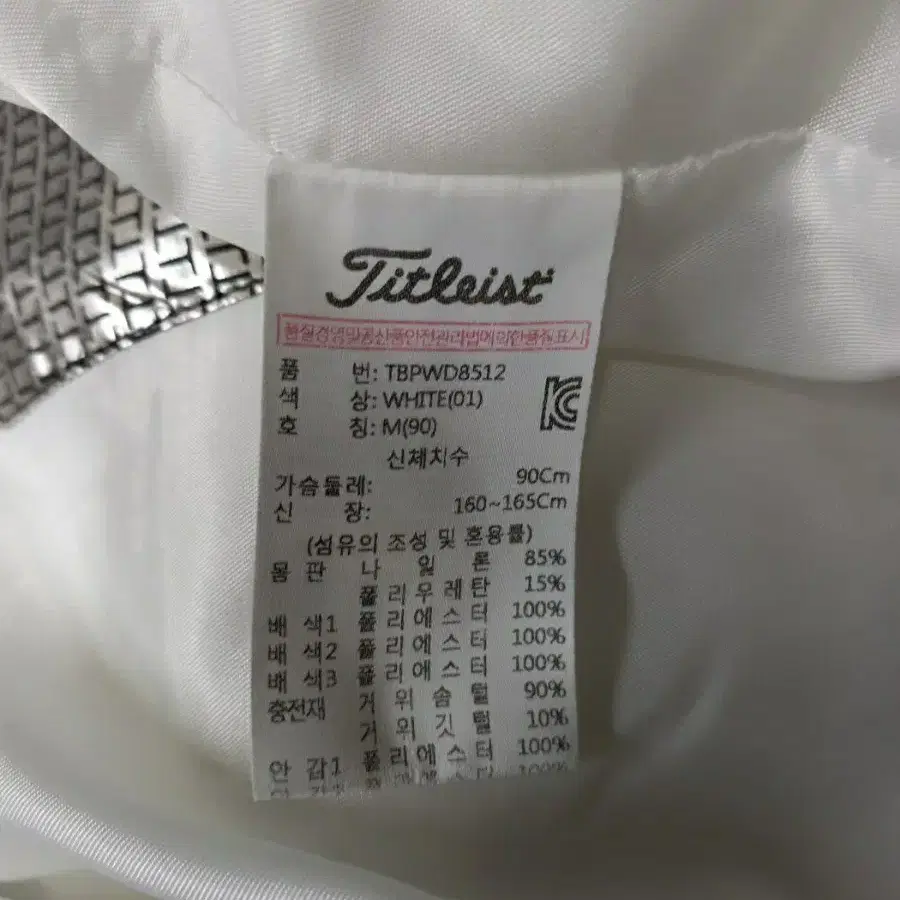 Titleist
품질경영및공산품안전관리법에의한품질표시
품 번: TBPWD8512
색 상: WHITE(01)
호 칭: M(90)
신체치수
가슴둘레: 90Cm
신 장: 160~165Cm
(섬유의 조성 및 혼용률)
몸 판 나 일 론 85%
폴 리 우 레 탄 15%
배 색1 폴 리 에 스 터 100%
배 색2 폴 리 에 스 터 100%
배 색3 폴 리 에 스 터 100%
충전재 거 위 솜 털 90%
거 위 깃 털 10%
안 감1 폴 리 에 스 터 100%